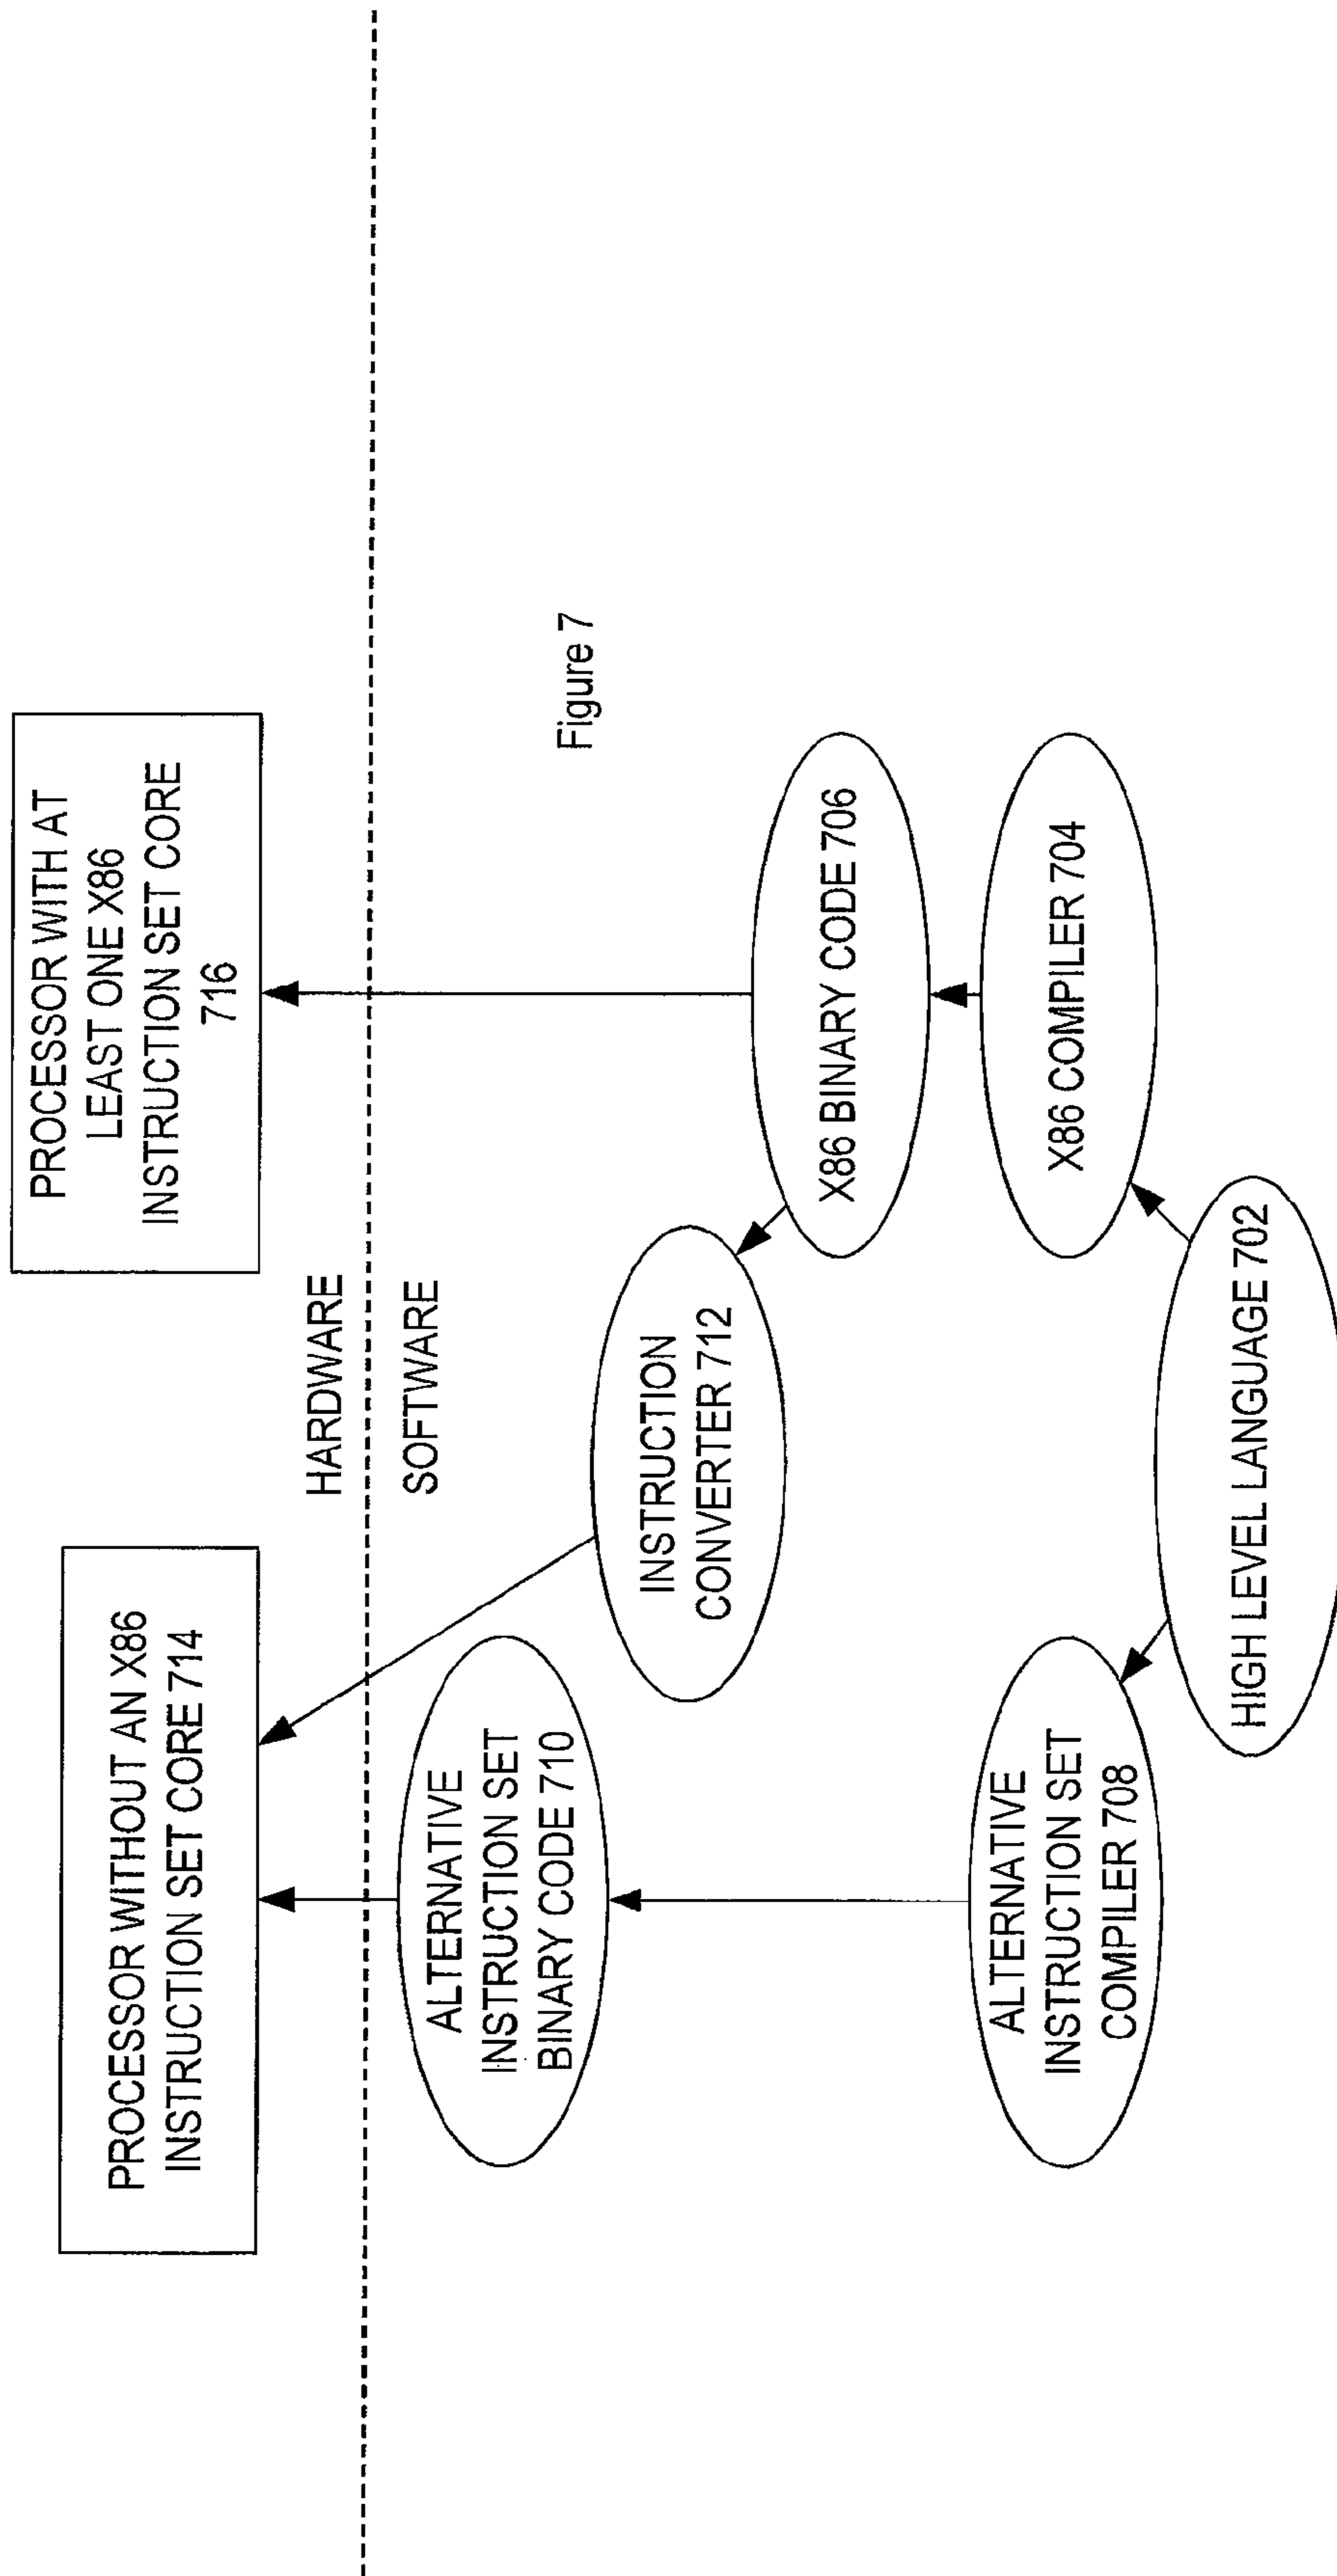 PROCESSOR WITHOUT AN X86
INSTRUCTION SET CORE 714
PROCESSOR WITH AT
LEAST ONE X86
INSTRUCTION SET CORE
716
HARDWARE
SOFTWARE
ALTERNATIVE
INSTRUCTION SET
BINARY CODE 710
INSTRUCTION
CONVERTER 712
Figure 7
X86 BINARY CODE 706
ALTERNATIVE
INSTRUCTION SET
COMPILER 708
X86 COMPILER 704
HIGH LEVEL LANGUAGE 702